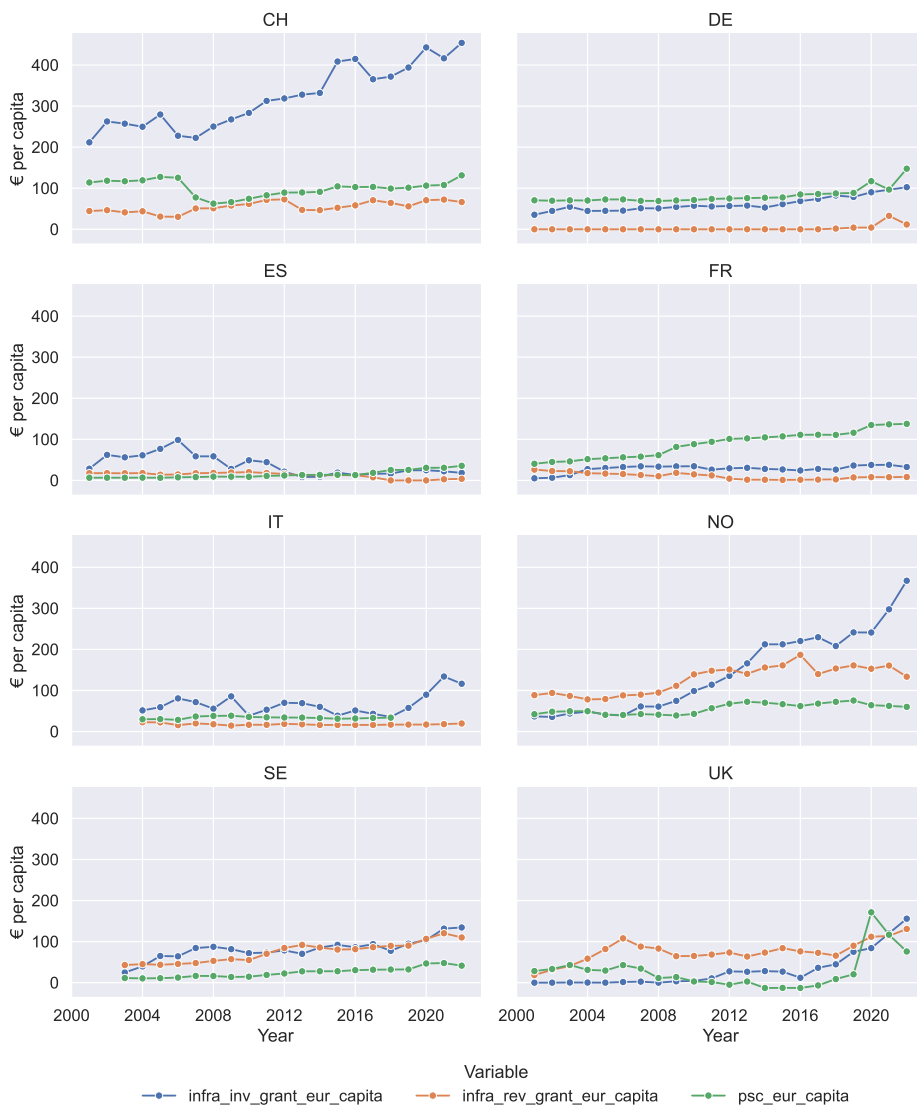 CH DE
400
300
200
100
0
€ per capita
ES FR
400
300
200
100
0
€ per capita
IT NO
400
300
200
100
0
€ per capita
SE UK
400
300
200
100
0
€ per capita
2000 2004 2008 2012 2016 2020 2000 2004 2008 2012 2016 2020
Year Year
Variable
infra_inv_grant_eur_capita infra_rev_grant_eur_capita psc_eur_capita